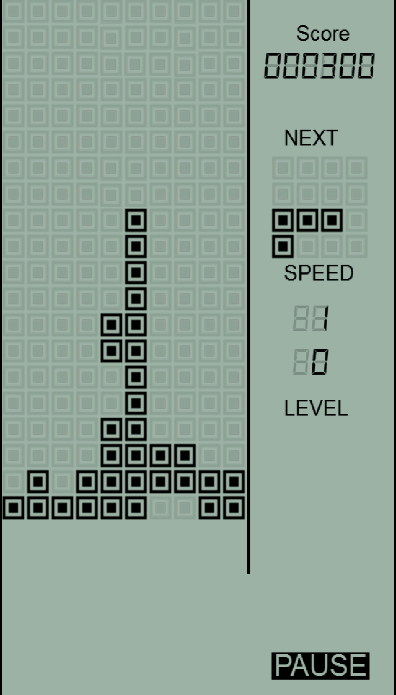 Score
000300
NEXT
SPEED
1
0
LEVEL
PAUSE